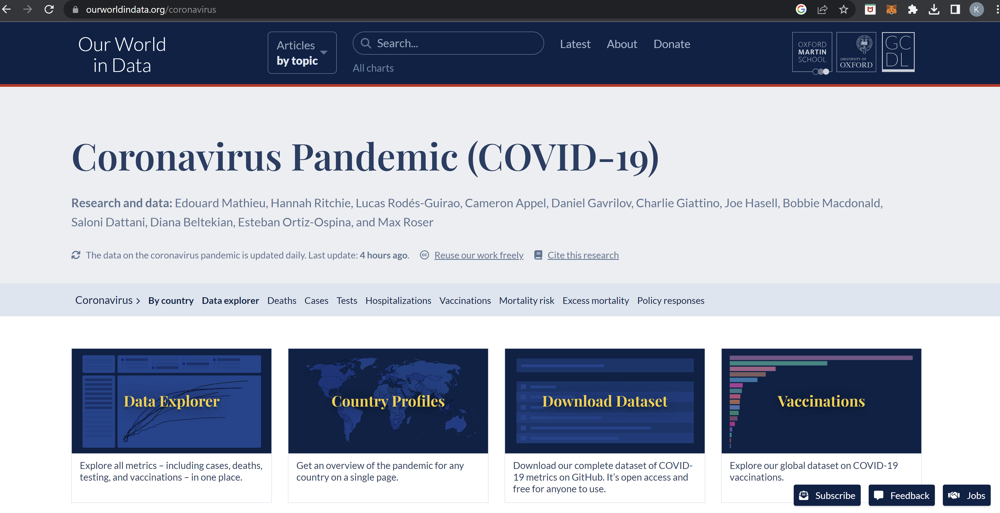 ourworldindata.org/coronavirus
K
Our World
in Data
Articles
by topic
Search...
All charts
Latest
About
Donate
OXFORD
MARTIN
SCHOOL
UNIVERSITY OF
OXFORD
GC
DL
Coronavirus Pandemic (COVID-19)
Research and data: Edouard Mathieu, Hannah Ritchie, Lucas Rodés-Guirao, Cameron Appel, Daniel Gavrilov, Charlie Giattino, Joe Hasell, Bobbie Macdonald,
Saloni Dattani, Diana Beltekian, Esteban Ortiz-Ospina, and Max Roser
The data on the coronavirus pandemic is updated daily. Last update: 4 hours ago.
cc
Reuse our work freely
Cite this research
Coronavirus > By country Data explorer Deaths Cases Tests Hospitalizations Vaccinations Mortality risk Excess mortality Policy responses
Data Explorer
Explore all metrics – including cases, deaths,
testing, and vaccinations – in one place.
Country Profiles
Get an overview of the pandemic for any
country on a single page.
Download Dataset
Download our complete dataset of COVID-
19 metrics on GitHub. It’s open access and
free for anyone to use.
Vaccinations
Explore our global dataset on COVID-19
vaccinations.
Subscribe
Feedback
Jobs